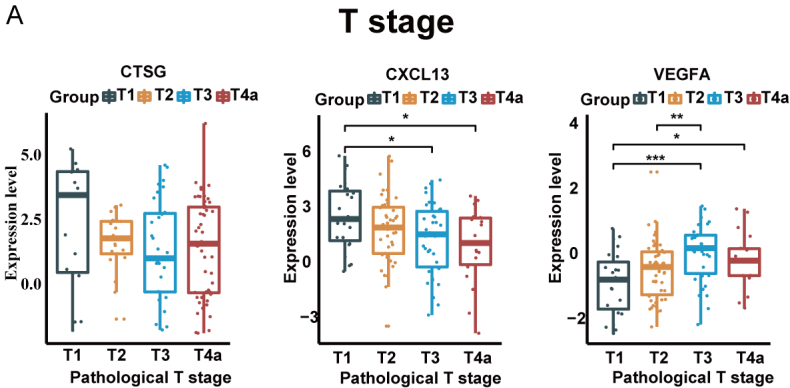 A
T stage
CTSG
Group T1 T2 T3 T4a
Expression level
5.0
2.5
0.0
T1 T2 T3 T4a
Pathological T stage
CXCL13
Group T1 T2 T3 T4a
*
*
Expression level
6
3
0
−3
T1 T2 T3 T4a
Pathological T stage
VEGFA
Group T1 T2 T3 T4a
**
*
***
Expression level
4
2
0
−2
T1 T2 T3 T4a
Pathological T stage